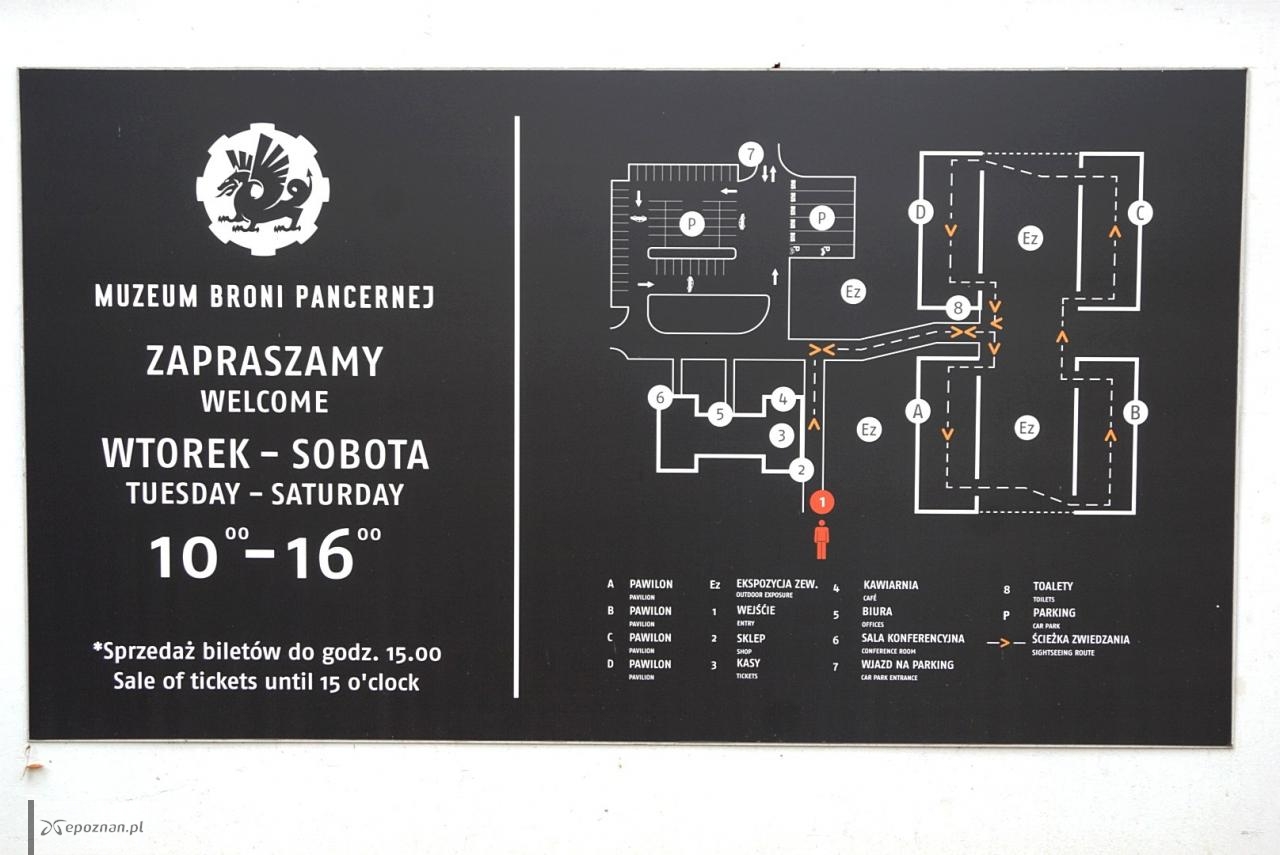 MUZEUM BRONI PANCERNEJ
ZAPRASZAMY
WELCOME
WTOREK – SOBOTA
TUESDAY – SATURDAY
10⁰⁰ – 16⁰⁰
*Sprzedaż biletów do godz. 15.00
Sale of tickets until 15 o'clock
7
P
P
Ez
D
C
Ez
8
6
5
4
3
2
1
Ez
A
B
Ez
A PAWILON
PAVILION
B PAWILON
PAVILION
C PAWILON
PAVILION
D PAWILON
PAVILION
Ez EKSPOZYCJA ZEW.
OUTDOOR EXPOSURE
1 WEJŚĆIE
ENTRY
2 SKLEP
SHOP
3 KASY
TICKETS
4 KAWIARNIA
CAFÉ
5 BIURA
OFFICES
6 SALA KONFERENCYJNA
CONFERENCE ROOM
7 WJAZD NA PARKING
CAR PARK ENTRANCE
8 TOALETY
TOILETS
P PARKING
CAR PARK
ŚCIEŻKA ZWIEDZANIA
SIGHTSEEING ROUTE
epoznan.pl